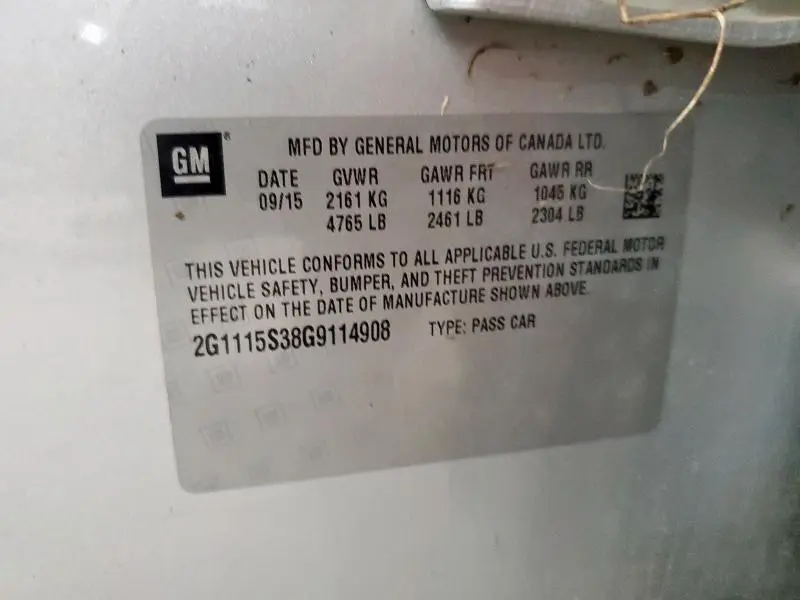 GM® MFD BY GENERAL MOTORS OF CANADA LTD.
DATE GVWR GAWR FRT GAWR RR
09/15 2161 KG 1116 KG 1045 KG
4765 LB 2461 LB 2304 LB
THIS VEHICLE CONFORMS TO ALL APPLICABLE U.S. FEDERAL MOTOR
VEHICLE SAFETY, BUMPER, AND THEFT PREVENTION STANDARDS IN
EFFECT ON THE DATE OF MANUFACTURE SHOWN ABOVE.
2G1115S38G9114908 TYPE: PASS CAR